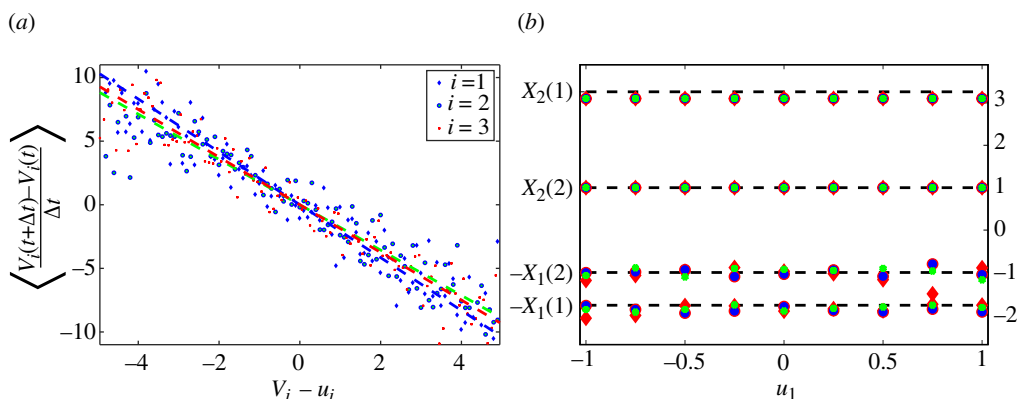 (a)
(b)
10
5
0
−5
−10
⟨ V_i(t+Δt)−V_i(t) / Δt ⟩
i=1
i=2
i=3
−4 −2 0 2 4
V_i − u_i
X_2(1)
X_2(2)
−X_1(2)
−X_1(1)
3
2
1
0
−1
−2
−1 −0.5 0 0.5 1
u_1